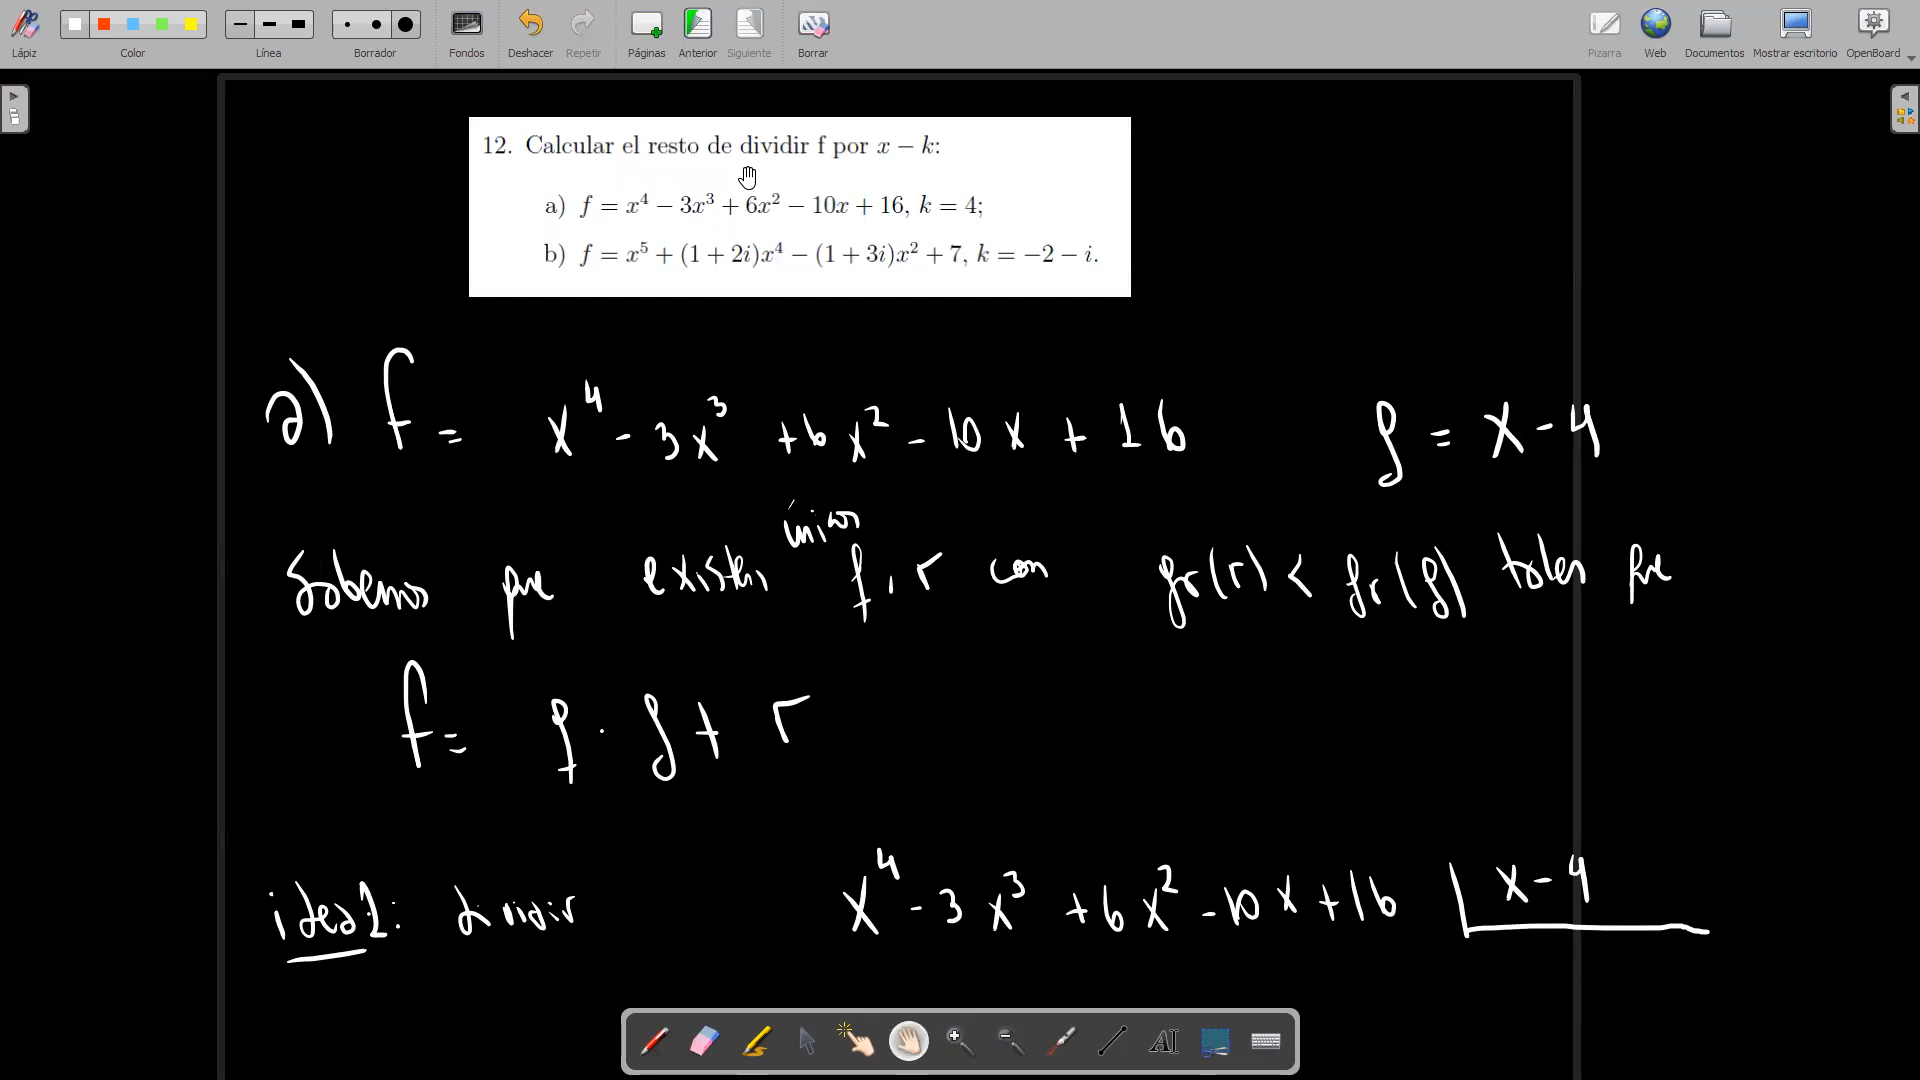 Lápiz Color Línea Borrador Fondos Deshacer Repetir Páginas Anterior Siguiente Borrar Pizarra Web Documentos Mostrar escritorio OpenBoard
12. Calcular el resto de dividir f por x − k:
a) f = x⁴ − 3x³ + 6x² − 10x + 16, k = 4;
b) f = x⁵ + (1 + 2i)x⁴ − (1 + 3i)x² + 7, k = −2 − i.
a) f = x⁴ - 3x³ + 6x² - 10x + 16 g = x - 4
únicos
Sabemos que existen q, r con gr(r) < gr(g) tales que
f = q · g + r
idea1: dividir x⁴ - 3x³ + 6x² - 10x + 16 x - 4
AI